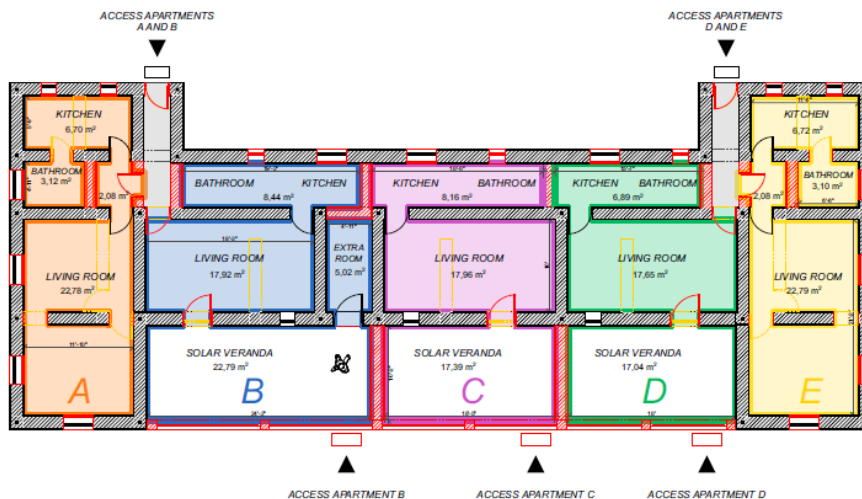 ACCESS APARTMENTS
A AND B
ACCESS APARTMENTS
D AND E
KITCHEN
6,70 m²
BATHROOM
3,12 m²
2,08 m²
LIVING ROOM
22,78 m²
11'-10"
A
BATHROOM
KITCHEN
8,44 m²
LIVING ROOM
17,92 m²
EXTRA
ROOM
5,02 m²
SOLAR VERANDA
22,79 m²
B
24'-2"
KITCHEN
BATHROOM
8,16 m²
LIVING ROOM
17,96 m²
SOLAR VERANDA
17,39 m²
C
KITCHEN
BATHROOM
6,89 m²
LIVING ROOM
17,65 m²
SOLAR VERANDA
17,04 m²
D
KITCHEN
6,72 m²
BATHROOM
3,10 m²
2,08 m²
LIVING ROOM
22,79 m²
E
ACCESS APARTMENT B
ACCESS APARTMENT C
ACCESS APARTMENT D